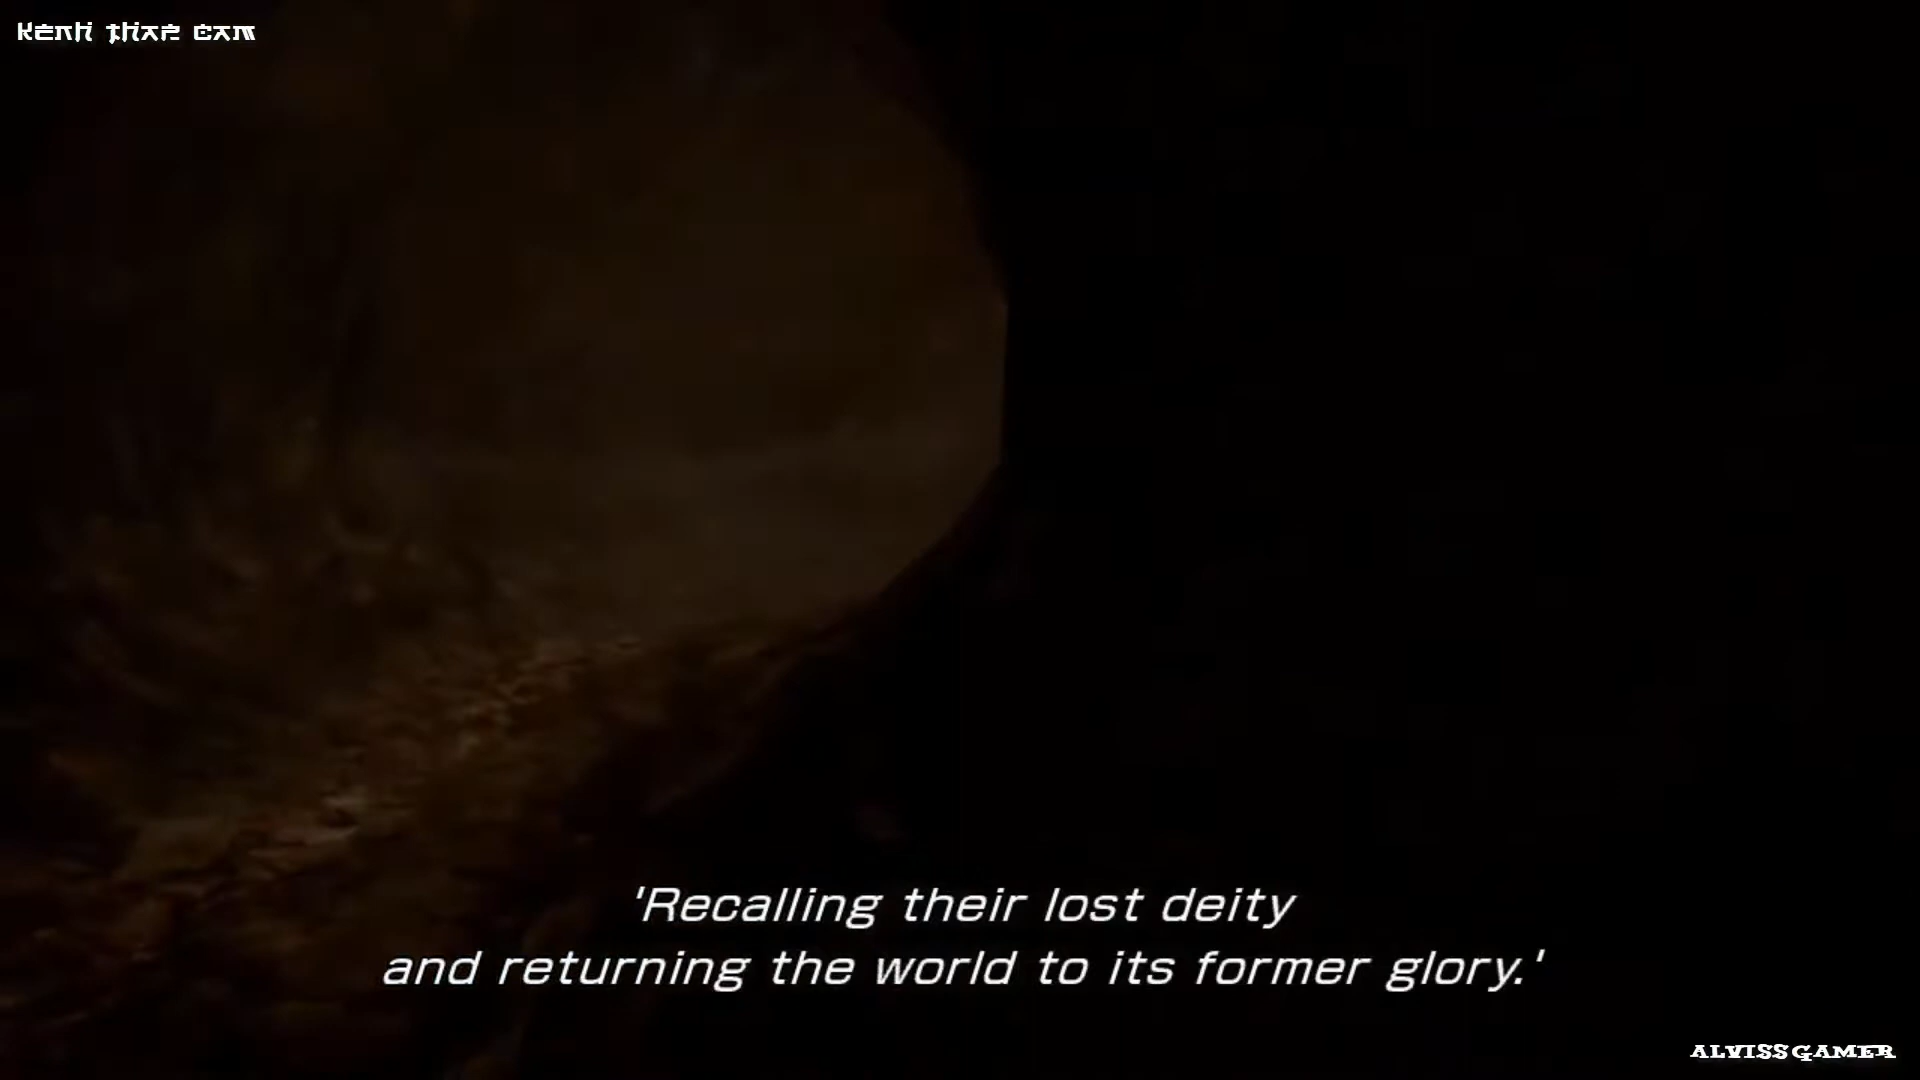 Kenh thap cam
'Recalling their lost deity
and returning the world to its former glory.'
ALVISSGAMER